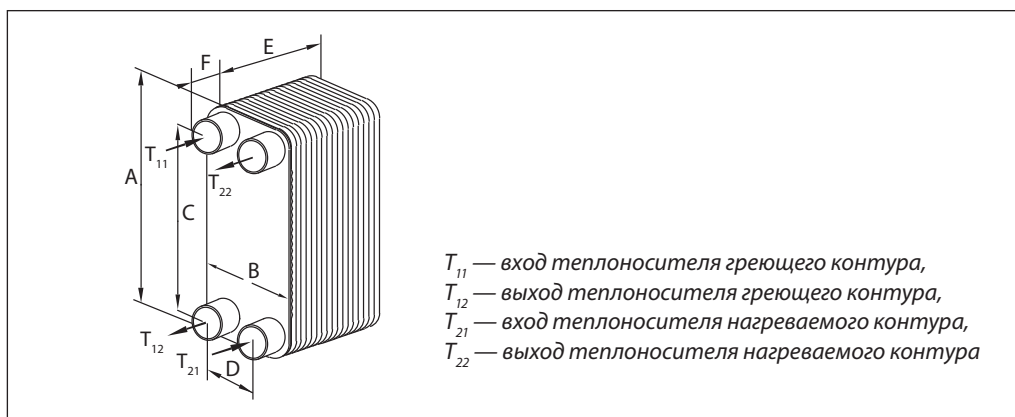 F
E
T₁₁
A
T₂₂
C
B
T₁₂
T₂₁
D
T₁₁ — вход теплоносителя греющего контура,
T₁₂ — выход теплоносителя греющего контура,
T₂₁ — вход теплоносителя нагреваемого контура,
T₂₂ — выход теплоносителя нагреваемого контура